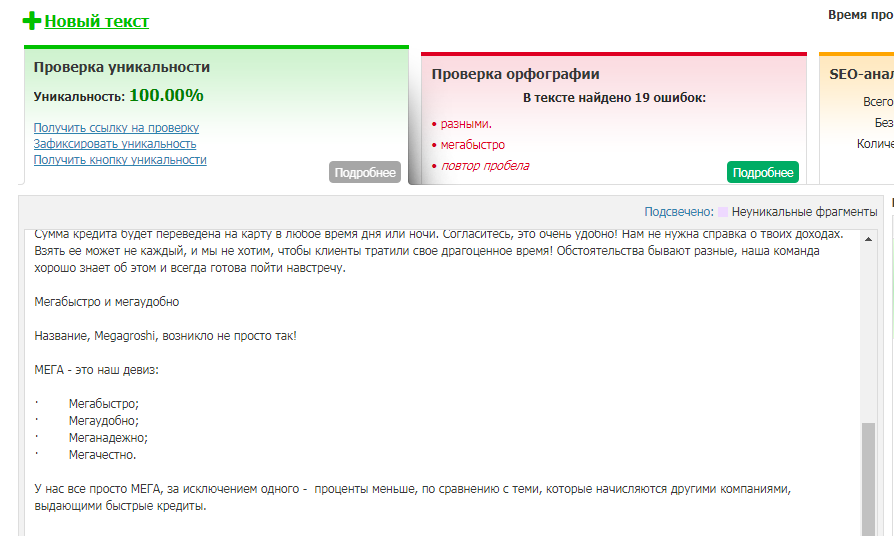 Новый текст
Время про
Проверка уникальности
Уникальность: 100.00%
Получить ссылку на проверку
Зафиксировать уникальность
Получить кнопку уникальности
Подробнее
Проверка орфографии
В тексте найдено 19 ошибок:
• разными.
• мегабыстро
• повтор пробела
Подробнее
SEO-анал
Всего
Без
Количе
Подсвечено: Неуникальные фрагменты
Сумма кредита будет переведена на карту в любое время дня или ночи. Согласитесь, это очень удобно! Нам не нужна справка о твоих доходах.
Взять ее может не каждый, и мы не хотим, чтобы клиенты тратили свое драгоценное время! Обстоятельства бывают разные, наша команда
хорошо знает об этом и всегда готова пойти навстречу.
Мегабыстро и мегаудобно
Название, Megagroshi, возникло не просто так!
МЕГА - это наш девиз:
· Мегабыстро;
· Мегаудобно;
· Меганадежно;
· Мегачестно.
У нас все просто МЕГА, за исключением одного - проценты меньше, по сравнению с теми, которые начисляются другими компаниями,
выдающими быстрые кредиты.